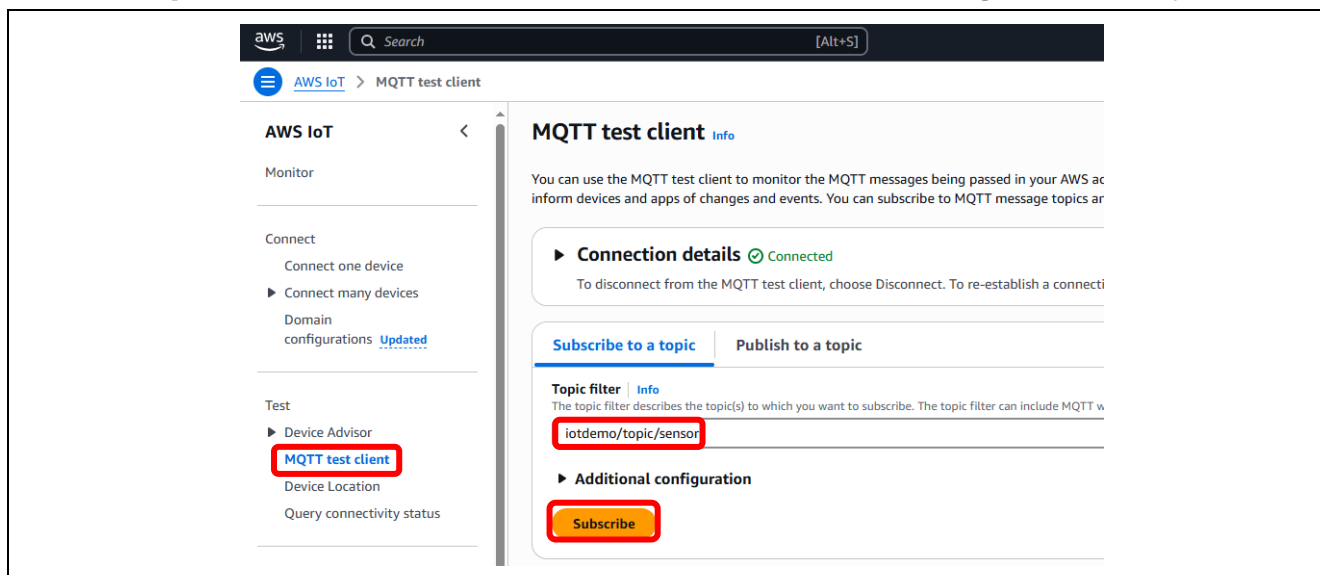 aws
Search
[Alt+S]
AWS IoT > MQTT test client
AWS IoT
Monitor
Connect
Connect one device
Connect many devices
Domain
configurations Updated
Test
Device Advisor
MQTT test client
Device Location
Query connectivity status
MQTT test client Info
You can use the MQTT test client to monitor the MQTT messages being passed in your AWS ac
inform devices and apps of changes and events. You can subscribe to MQTT message topics ar
Connection details Connected
To disconnect from the MQTT test client, choose Disconnect. To re-establish a connecti
Subscribe to a topic
Publish to a topic
Topic filter Info
The topic filter describes the topic(s) to which you want to subscribe. The topic filter can include MQTT w
iotdemo/topic/sensor
Additional configuration
Subscribe